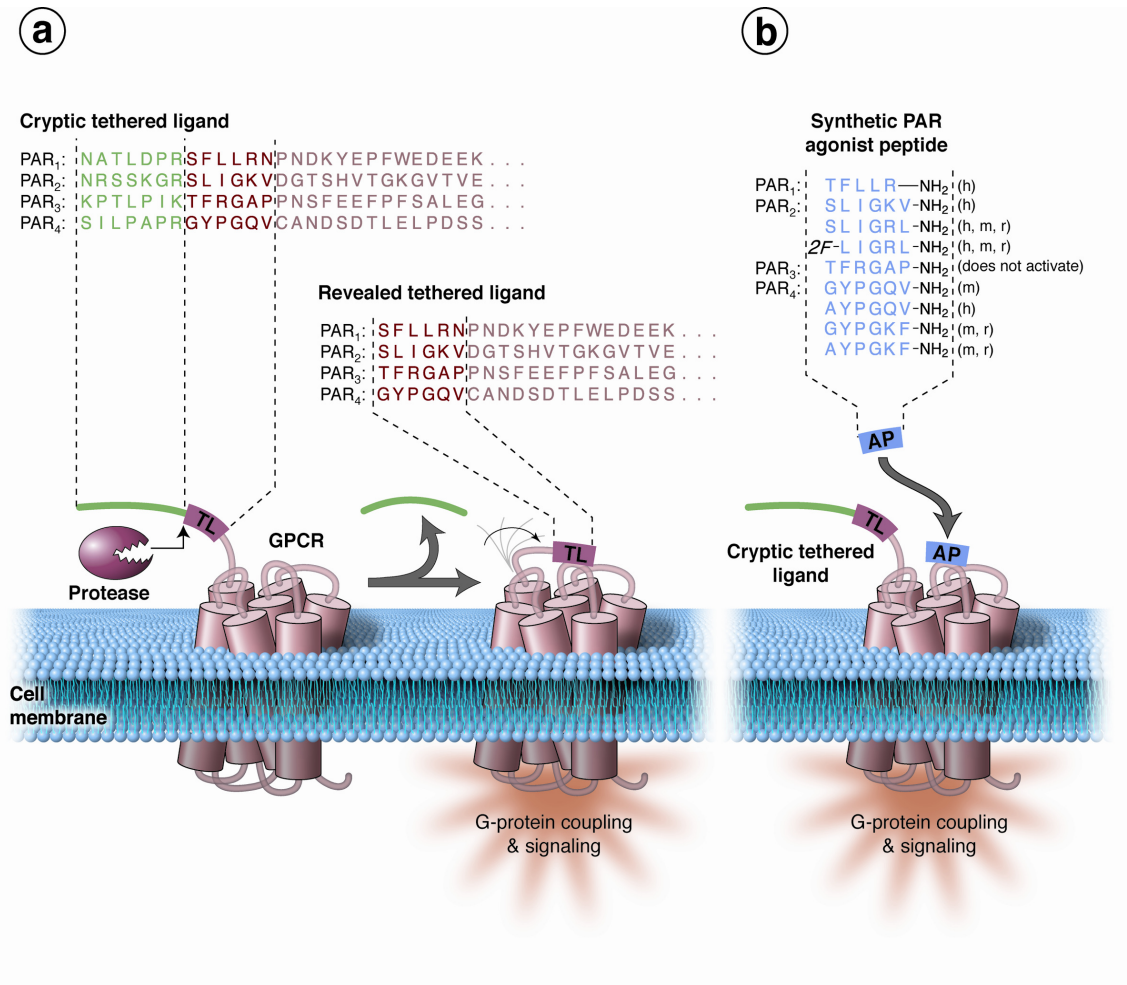 a
Cryptic tethered ligand
PAR1: NATLDPRSFLLRNPNDKYEPFWEDEEK...
PAR2: NRSSKGRSLIGKVDGTSHVTGKGVTVE...
PAR3: KPTLPIKTFRGAPPNSFEEFPFSALEG...
PAR4: SILPAPRGYPGQVCANDSDTLELPDSS...
Revealed tethered ligand
PAR1: SFLLRNPNDKYEPFWEDEEK...
PAR2: SLIGKVDGTSHVTGKGVTVE...
PAR3: TFRGAPPNSFEEFPFSALEG...
PAR4: GYPGQVCANDSDTLELPDSS...
TL
GPCR
Protease
TL
Cell
membrane
G-protein coupling
& signaling
b
Synthetic PAR
agonist peptide
PAR1: TFLLR—NH2 (h)
PAR2: SLIGKV-NH2 (h)
SLIGRL-NH2 (h, m, r)
2F-LIGRL-NH2 (h, m, r)
PAR3: TFRGAP-NH2 (does not activate)
PAR4: GYPGQV-NH2 (m)
AYPGQV-NH2 (h)
GYPGKF-NH2 (m, r)
AYPGKF-NH2 (m, r)
AP
TL
Cryptic tethered
ligand
AP
G-protein coupling
& signaling